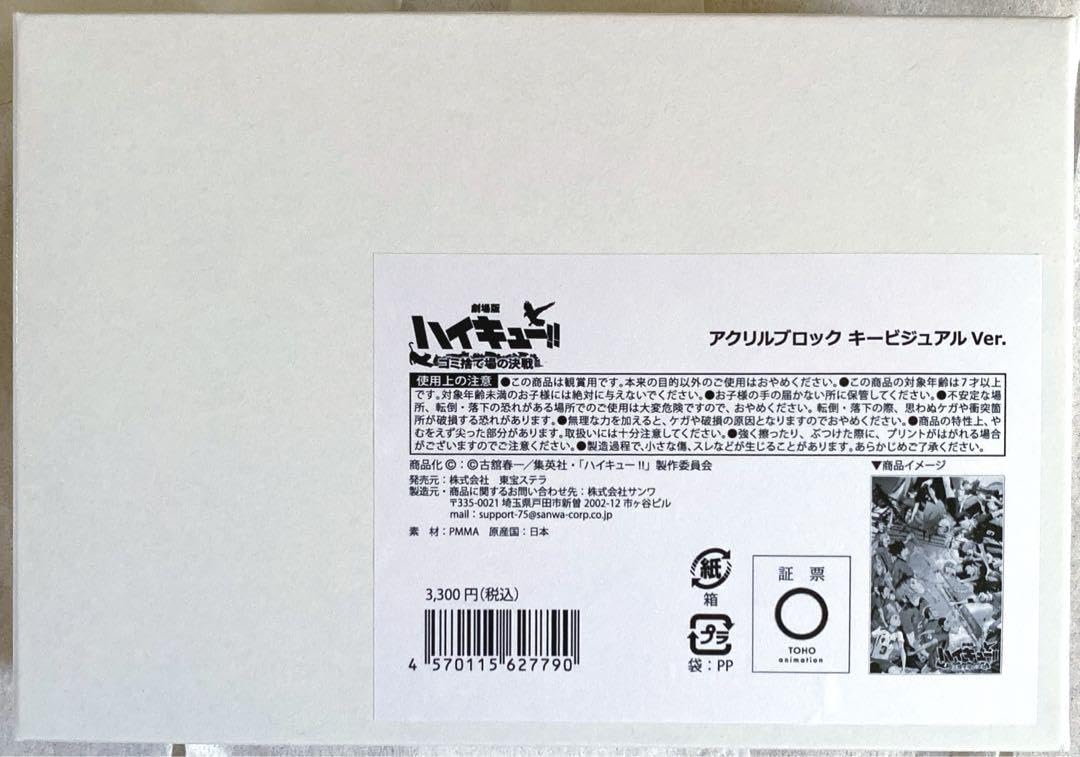 劇場版
ハイキュー!!
ゴミ捨て場の決戦
アクリルブロック キービジュアル Ver.
使用上の注意 ●この商品は観賞用です。本来の目的以外のご使用はおやめください。●この商品の対象年齢は7才以上
です。対象年齢未満のお子様には絶対に与えないでください。●お子様の手の届かない所に保管してください。●不安定な場
所、転倒・落下の恐れがある場所でのご使用は大変危険ですので、おやめください。転倒・落下の際、思わぬケガや衝突箇
所が破損する恐れがあります。●無理な力を加えると、ケガや破損の原因となりますのでおやめください。●商品の特性上、や
むをえず尖った部分があります。取扱いには十分注意してください。●強く擦ったり、ぶつけた際に、プリントがはがれる場合
がございますのでご注意ください。●製造過程で、小さな傷、スレなどが生じることがあります。あらかじめご了承ください。
商品化 ©：©古舘春一／集英社・「ハイキュー!!」製作委員会
発売元：株式会社 東宝ステラ
製造元・商品に関するお問い合わせ先：株式会社サンワ
〒335-0021 埼玉県戸田市新曽 2002-12 市ヶ谷ビル
mail：support-75@sanwa-corp.co.jp
素 材：PMMA 原産国：日本
▼商品イメージ
3,300円(税込)
4 570115 627790
紙
箱
プラ
袋：PP
証 票
TOHO
animation
ハイキュー!!